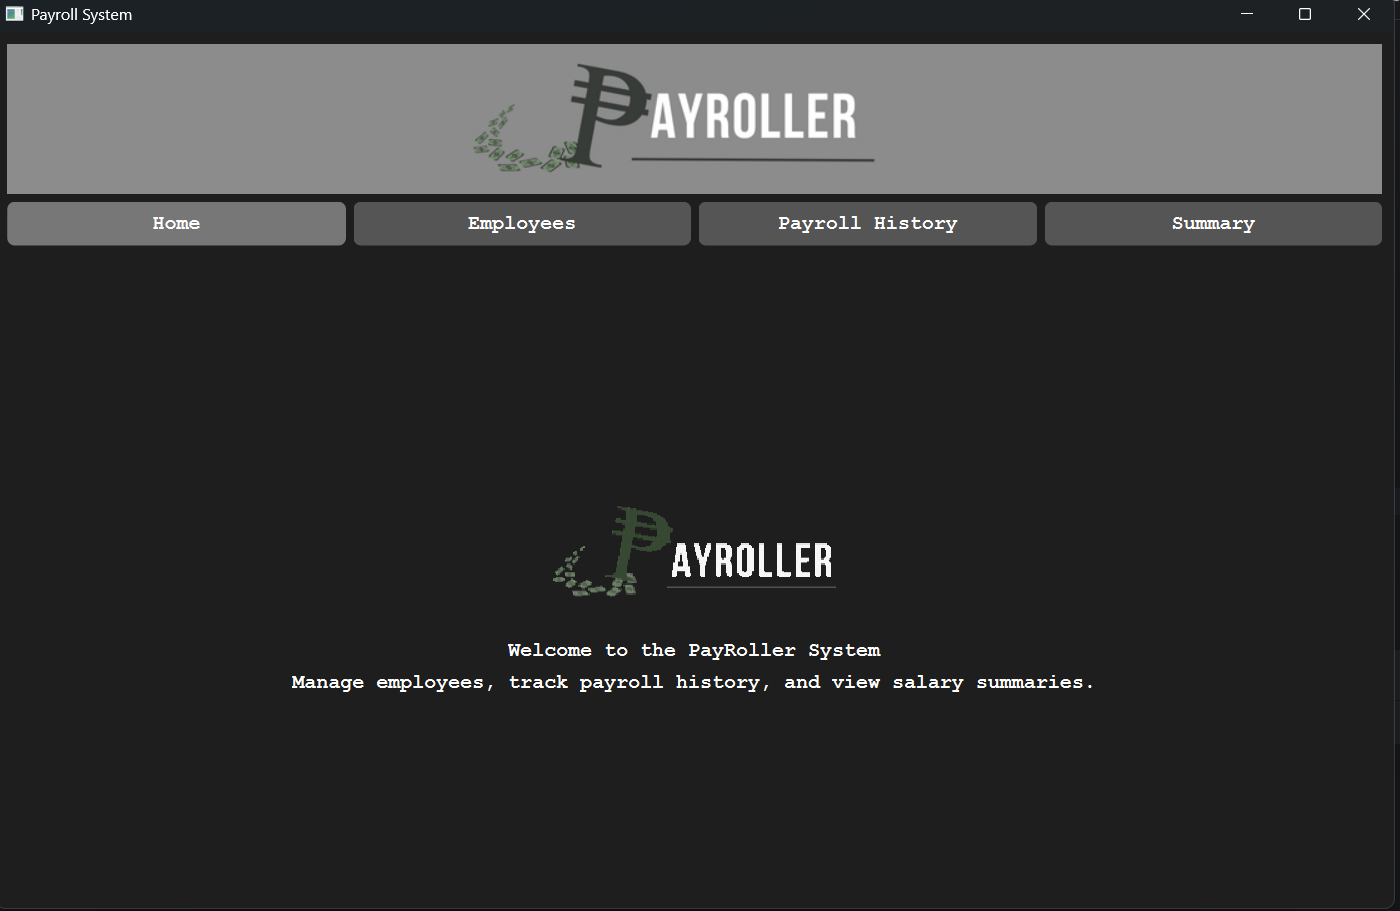 Payroll System
₱AYROLLER
Home
Employees
Payroll History
Summary
₱AYROLLER
Welcome to the PayRoller System
Manage employees, track payroll history, and view salary summaries.